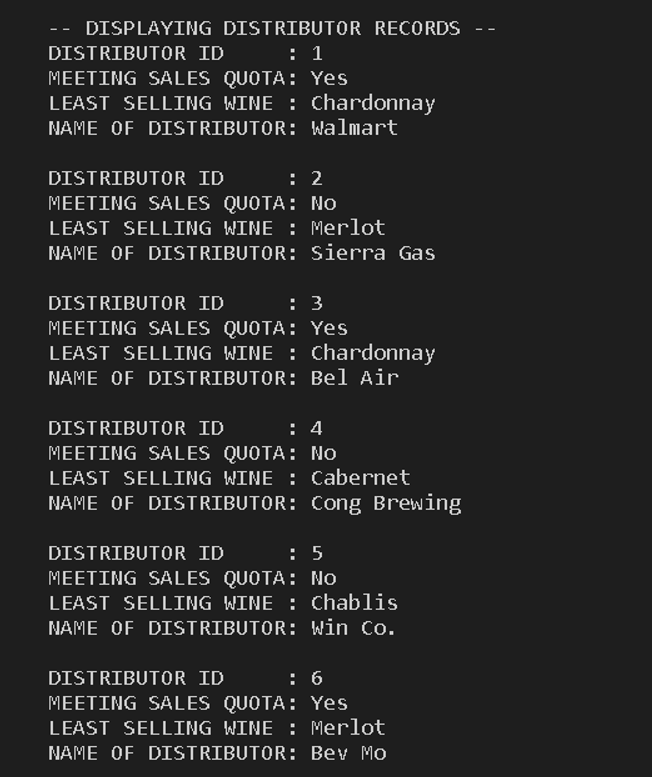 -- DISPLAYING DISTRIBUTOR RECORDS --
DISTRIBUTOR ID     : 1
MEETING SALES QUOTA: Yes
LEAST SELLING WINE : Chardonnay
NAME OF DISTRIBUTOR: Walmart

DISTRIBUTOR ID     : 2
MEETING SALES QUOTA: No
LEAST SELLING WINE : Merlot
NAME OF DISTRIBUTOR: Sierra Gas

DISTRIBUTOR ID     : 3
MEETING SALES QUOTA: Yes
LEAST SELLING WINE : Chardonnay
NAME OF DISTRIBUTOR: Bel Air

DISTRIBUTOR ID     : 4
MEETING SALES QUOTA: No
LEAST SELLING WINE : Cabernet
NAME OF DISTRIBUTOR: Cong Brewing

DISTRIBUTOR ID     : 5
MEETING SALES QUOTA: No
LEAST SELLING WINE : Chablis
NAME OF DISTRIBUTOR: Win Co.

DISTRIBUTOR ID     : 6
MEETING SALES QUOTA: Yes
LEAST SELLING WINE : Merlot
NAME OF DISTRIBUTOR: Bev Mo